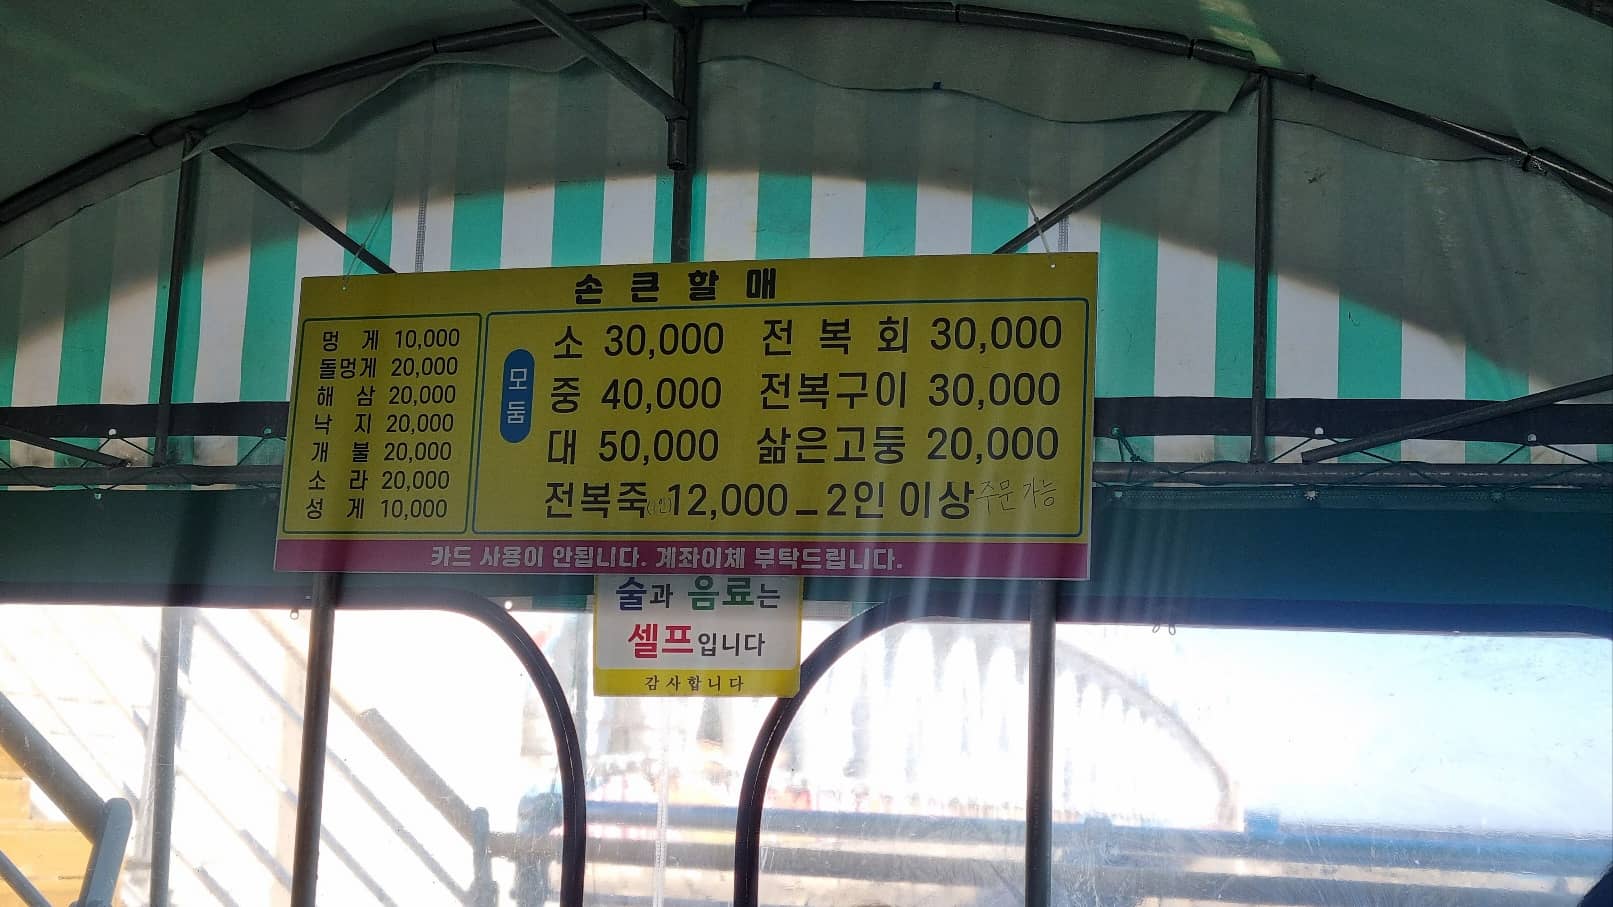 손큰할매
멍게 10,000
돌멍게 20,000
해삼 20,000
낙지 20,000
개불 20,000
소라 20,000
성게 10,000
모둠
소 30,000
중 40,000
대 50,000
전복회 30,000
전복구이 30,000
삶은고둥 20,000
전복죽(1인)12,000 – 2인 이상 주문 가능
카드 사용이 안됩니다. 계좌이체 부탁드립니다.
술과 음료는
셀프입니다
감사합니다